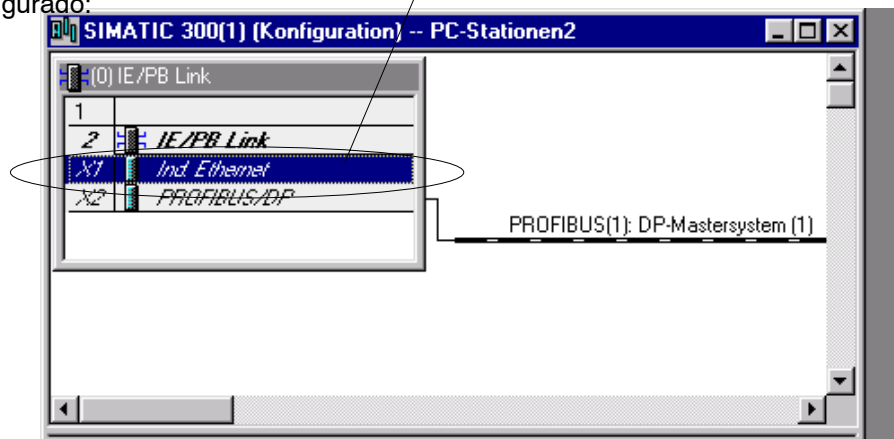 gurado:
SIMATIC 300(1) (Konfiguration) -- PC-Stationen2
(0) IE/PB Link
1
2 IE/PB Link
X1 Ind. Ethernet
X2 PROFIBUS/DP
PROFIBUS(1): DP-Mastersystem (1)